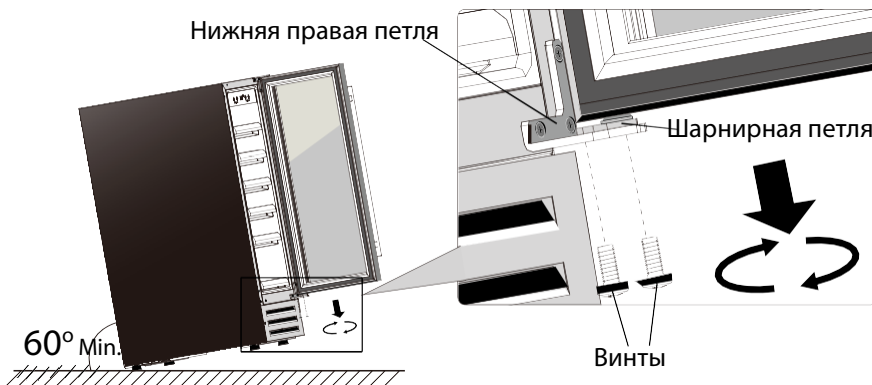 Нижняя правая петля
Шарнирная петля
60° Min.
Винты